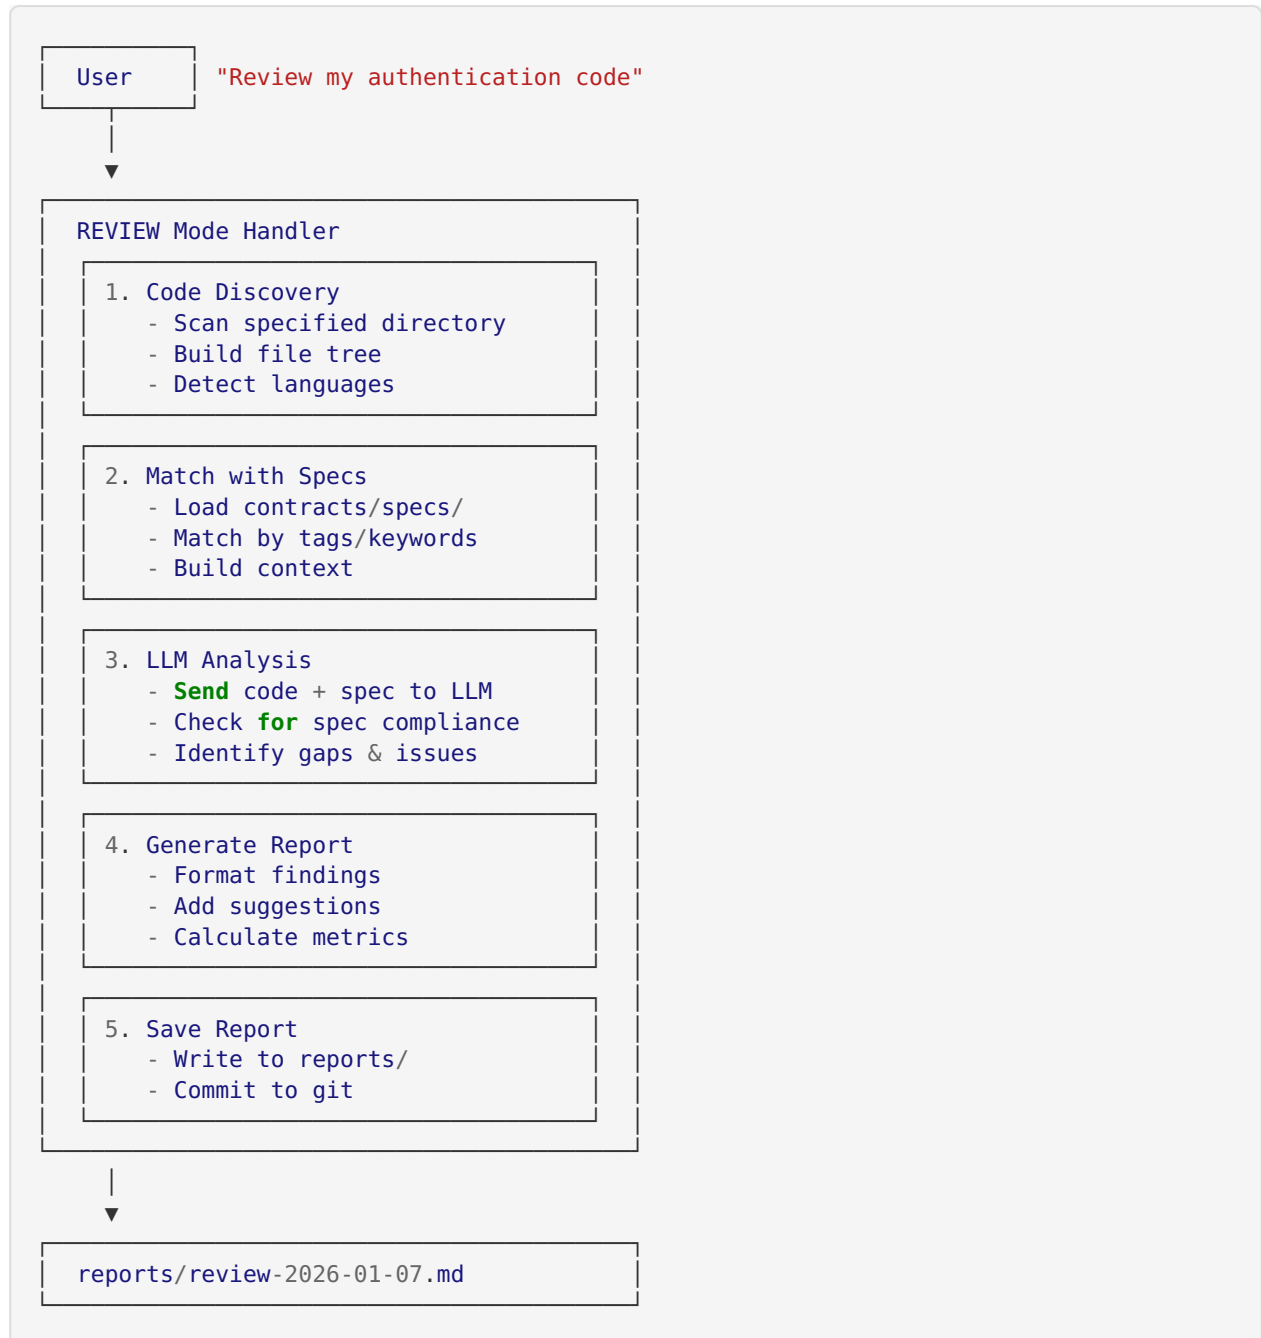 User "Review my authentication code"
▼
REVIEW Mode Handler
1. Code Discovery
- Scan specified directory
- Build file tree
- Detect languages
2. Match with Specs
- Load contracts/specs/
- Match by tags/keywords
- Build context
3. LLM Analysis
- Send code + spec to LLM
- Check for spec compliance
- Identify gaps & issues
4. Generate Report
- Format findings
- Add suggestions
- Calculate metrics
5. Save Report
- Write to reports/
- Commit to git
▼
reports/review-2026-01-07.md